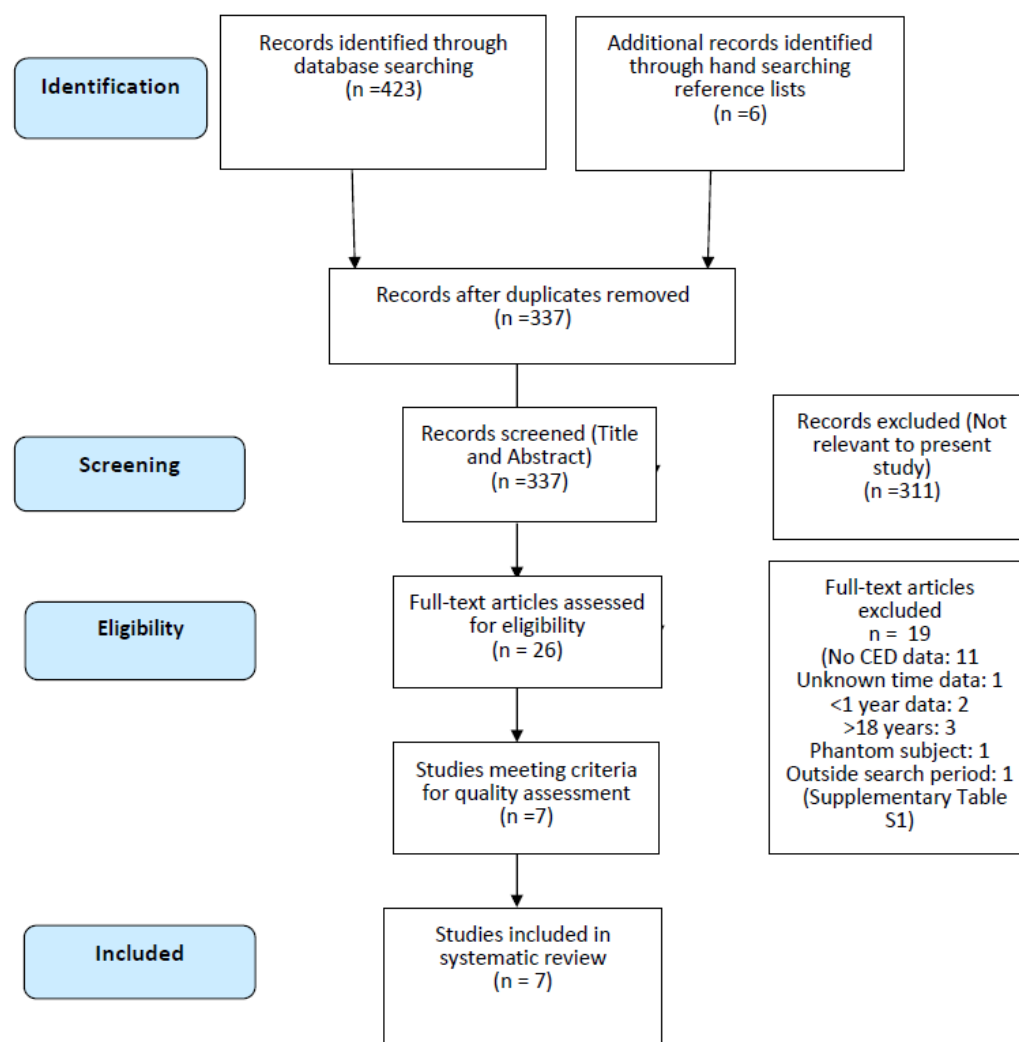 Identification
Records identified through
database searching
(n =423)
Additional records identified
through hand searching
reference lists
(n =6)
Records after duplicates removed
(n =337)
Screening
Records screened (Title
and Abstract)
(n =337)
Records excluded (Not
relevant to present
study)
(n =311)
Eligibility
Full-text articles assessed
for eligibility
(n = 26)
Full-text articles
excluded
n =  19
(No CED data: 11
Unknown time data: 1
<1 year data: 2
>18 years: 3
Phantom subject: 1
Outside search period: 1
(Supplementary Table
S1)
Studies meeting criteria
for quality assessment
(n =7)
Included
Studies included in
systematic review
(n = 7)